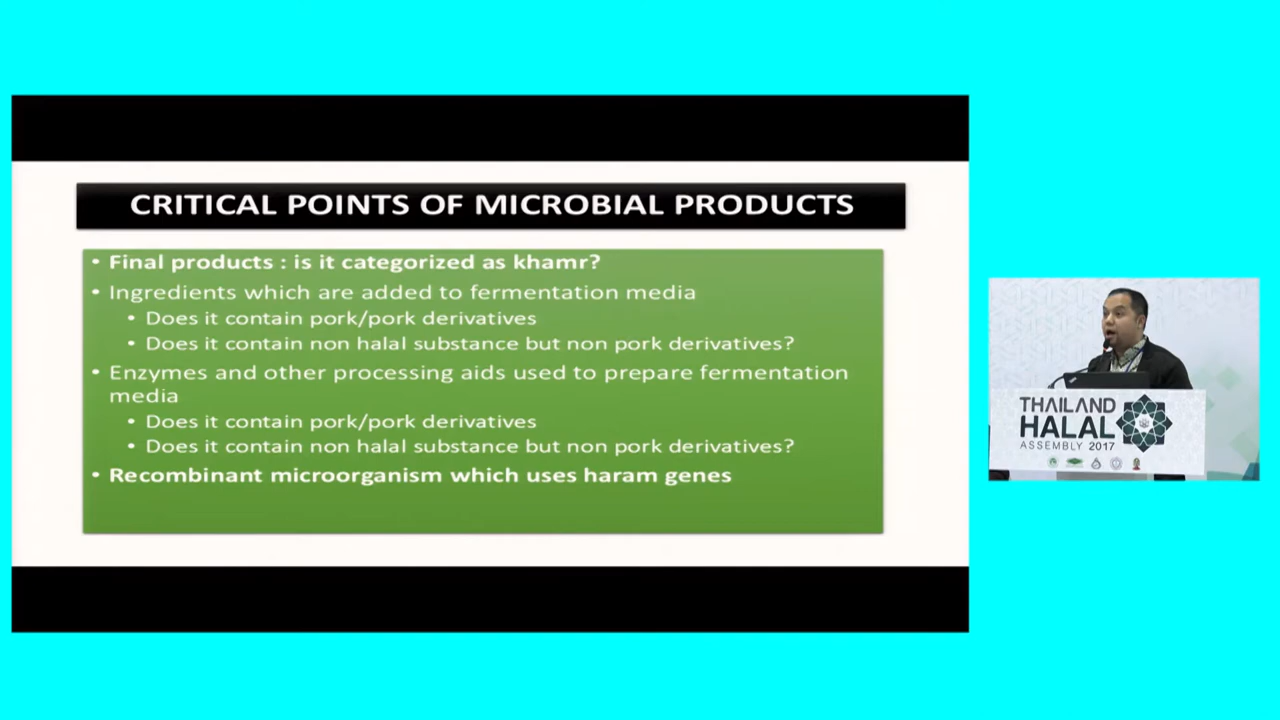 CRITICAL POINTS OF MICROBIAL PRODUCTS
• Final products : is it categorized as khamr?
• Ingredients which are added to fermentation media
• Does it contain pork/pork derivatives
• Does it contain non halal substance but non pork derivatives?
• Enzymes and other processing aids used to prepare fermentation
media
• Does it contain pork/pork derivatives
• Does it contain non halal substance but non pork derivatives?
• Recombinant microorganism which uses haram genes
THAILAND
HALAL
ASSEMBLY 2017